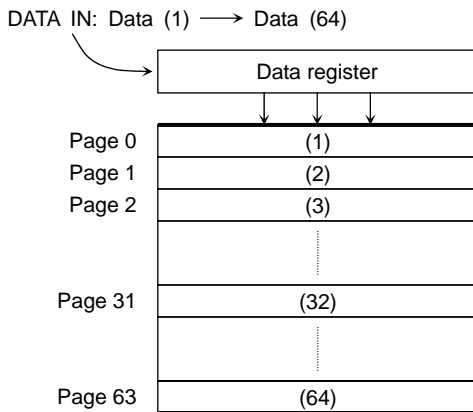 DATA IN: Data (1) ⟶ Data (64)
Data register
Page 0 (1)
Page 1 (2)
Page 2 (3)
Page 31 (32)
Page 63 (64)